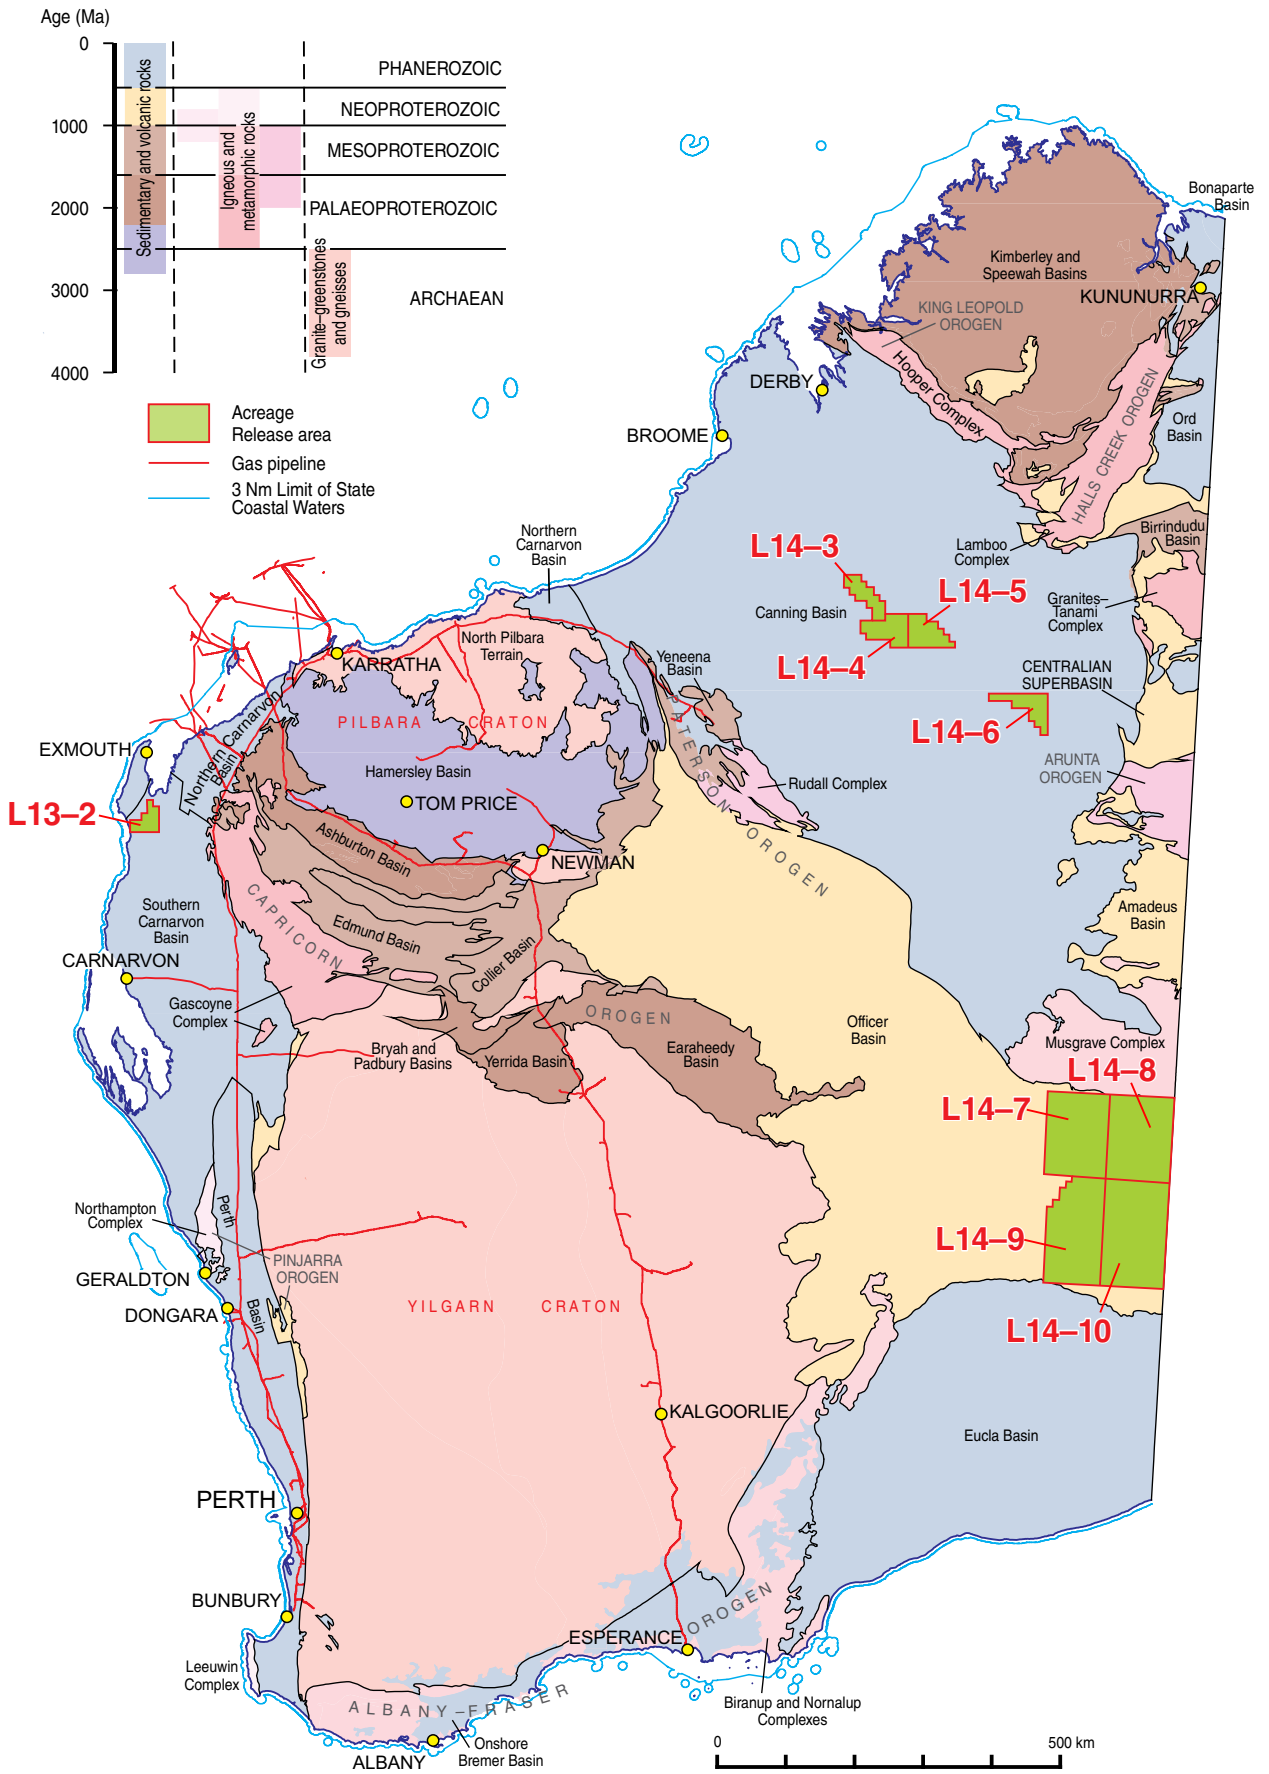 Age (Ma)
0
1000
2000
3000
4000
Sedimentary and volcanic rocks
Igneous and
metamorphic rocks
Granite–greenstones
and gneisses
PHANEROZOIC
NEOPROTEROZOIC
MESOPROTEROZOIC
PALAEOPROTEROZOIC
ARCHAEAN
Acreage
Release area
Gas pipeline
3 Nm Limit of State
Coastal Waters
Bonaparte
Basin
Kimberley and
Speewah Basins
KUNUNURRA
KING LEOPOLD
OROGEN
Hooper Complex
HALLS CREEK OROGEN
DERBY
Ord
Basin
BROOME
Birrindudu
Basin
Northern
Carnarvon
Basin
L14–3
Lamboo
Complex
L14–5
Canning Basin
Granites–
Tanami
Complex
L14–4
North Pilbara
Terrain
KARRATHA
Yeneena
Basin
CENTRALIAN
SUPERBASIN
PILBARA CRATON
L14–6
EXMOUTH
Northern Carnarvon
Basin
Hamersley Basin
PATERSON OROGEN
Rudall Complex
ARUNTA
OROGEN
TOM PRICE
L13–2
Ashburton Basin
NEWMAN
CAPRICORN
Southern
Carnarvon
Basin
Edmund Basin
Collier Basin
Amadeus
Basin
CARNARVON
Gascoyne
Complex
OROGEN
Officer
Basin
Bryah and
Padbury Basins
Yerrida Basin
Earaheedy
Basin
Musgrave Complex
L14–8
L14–7
Northampton
Complex
Perth
Basin
L14–9
PINJARRA
OROGEN
GERALDTON
DONGARA
YILGARN CRATON
L14–10
KALGOORLIE
Eucla Basin
PERTH
BUNBURY
OROGEN
ESPERANCE
Leeuwin
Complex
ALBANY–FRASER
Biranup and Nornalup
Complexes
Onshore
Bremer Basin
ALBANY
0
500 km